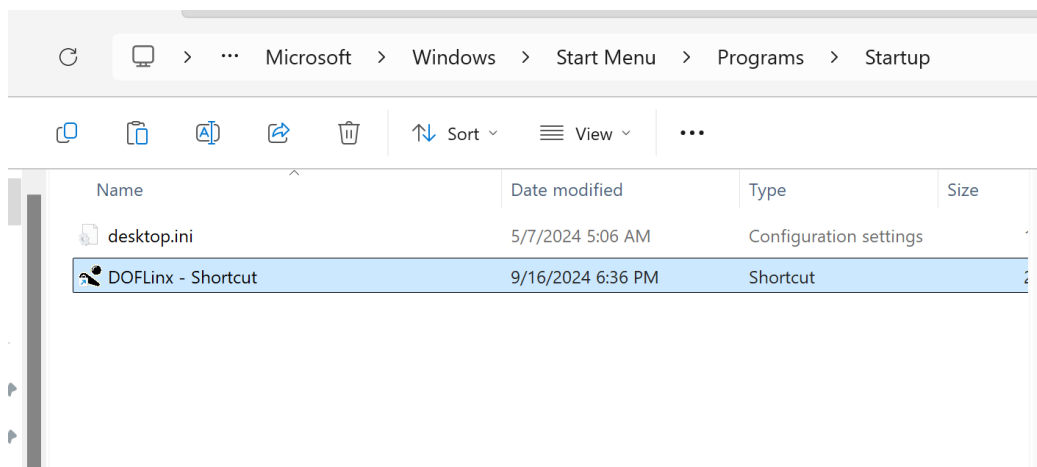 Microsoft > Windows > Start Menu > Programs > Startup
Sort View
Name Date modified Type Size
desktop.ini 5/7/2024 5:06 AM Configuration settings
DOFLinx - Shortcut 9/16/2024 6:36 PM Shortcut